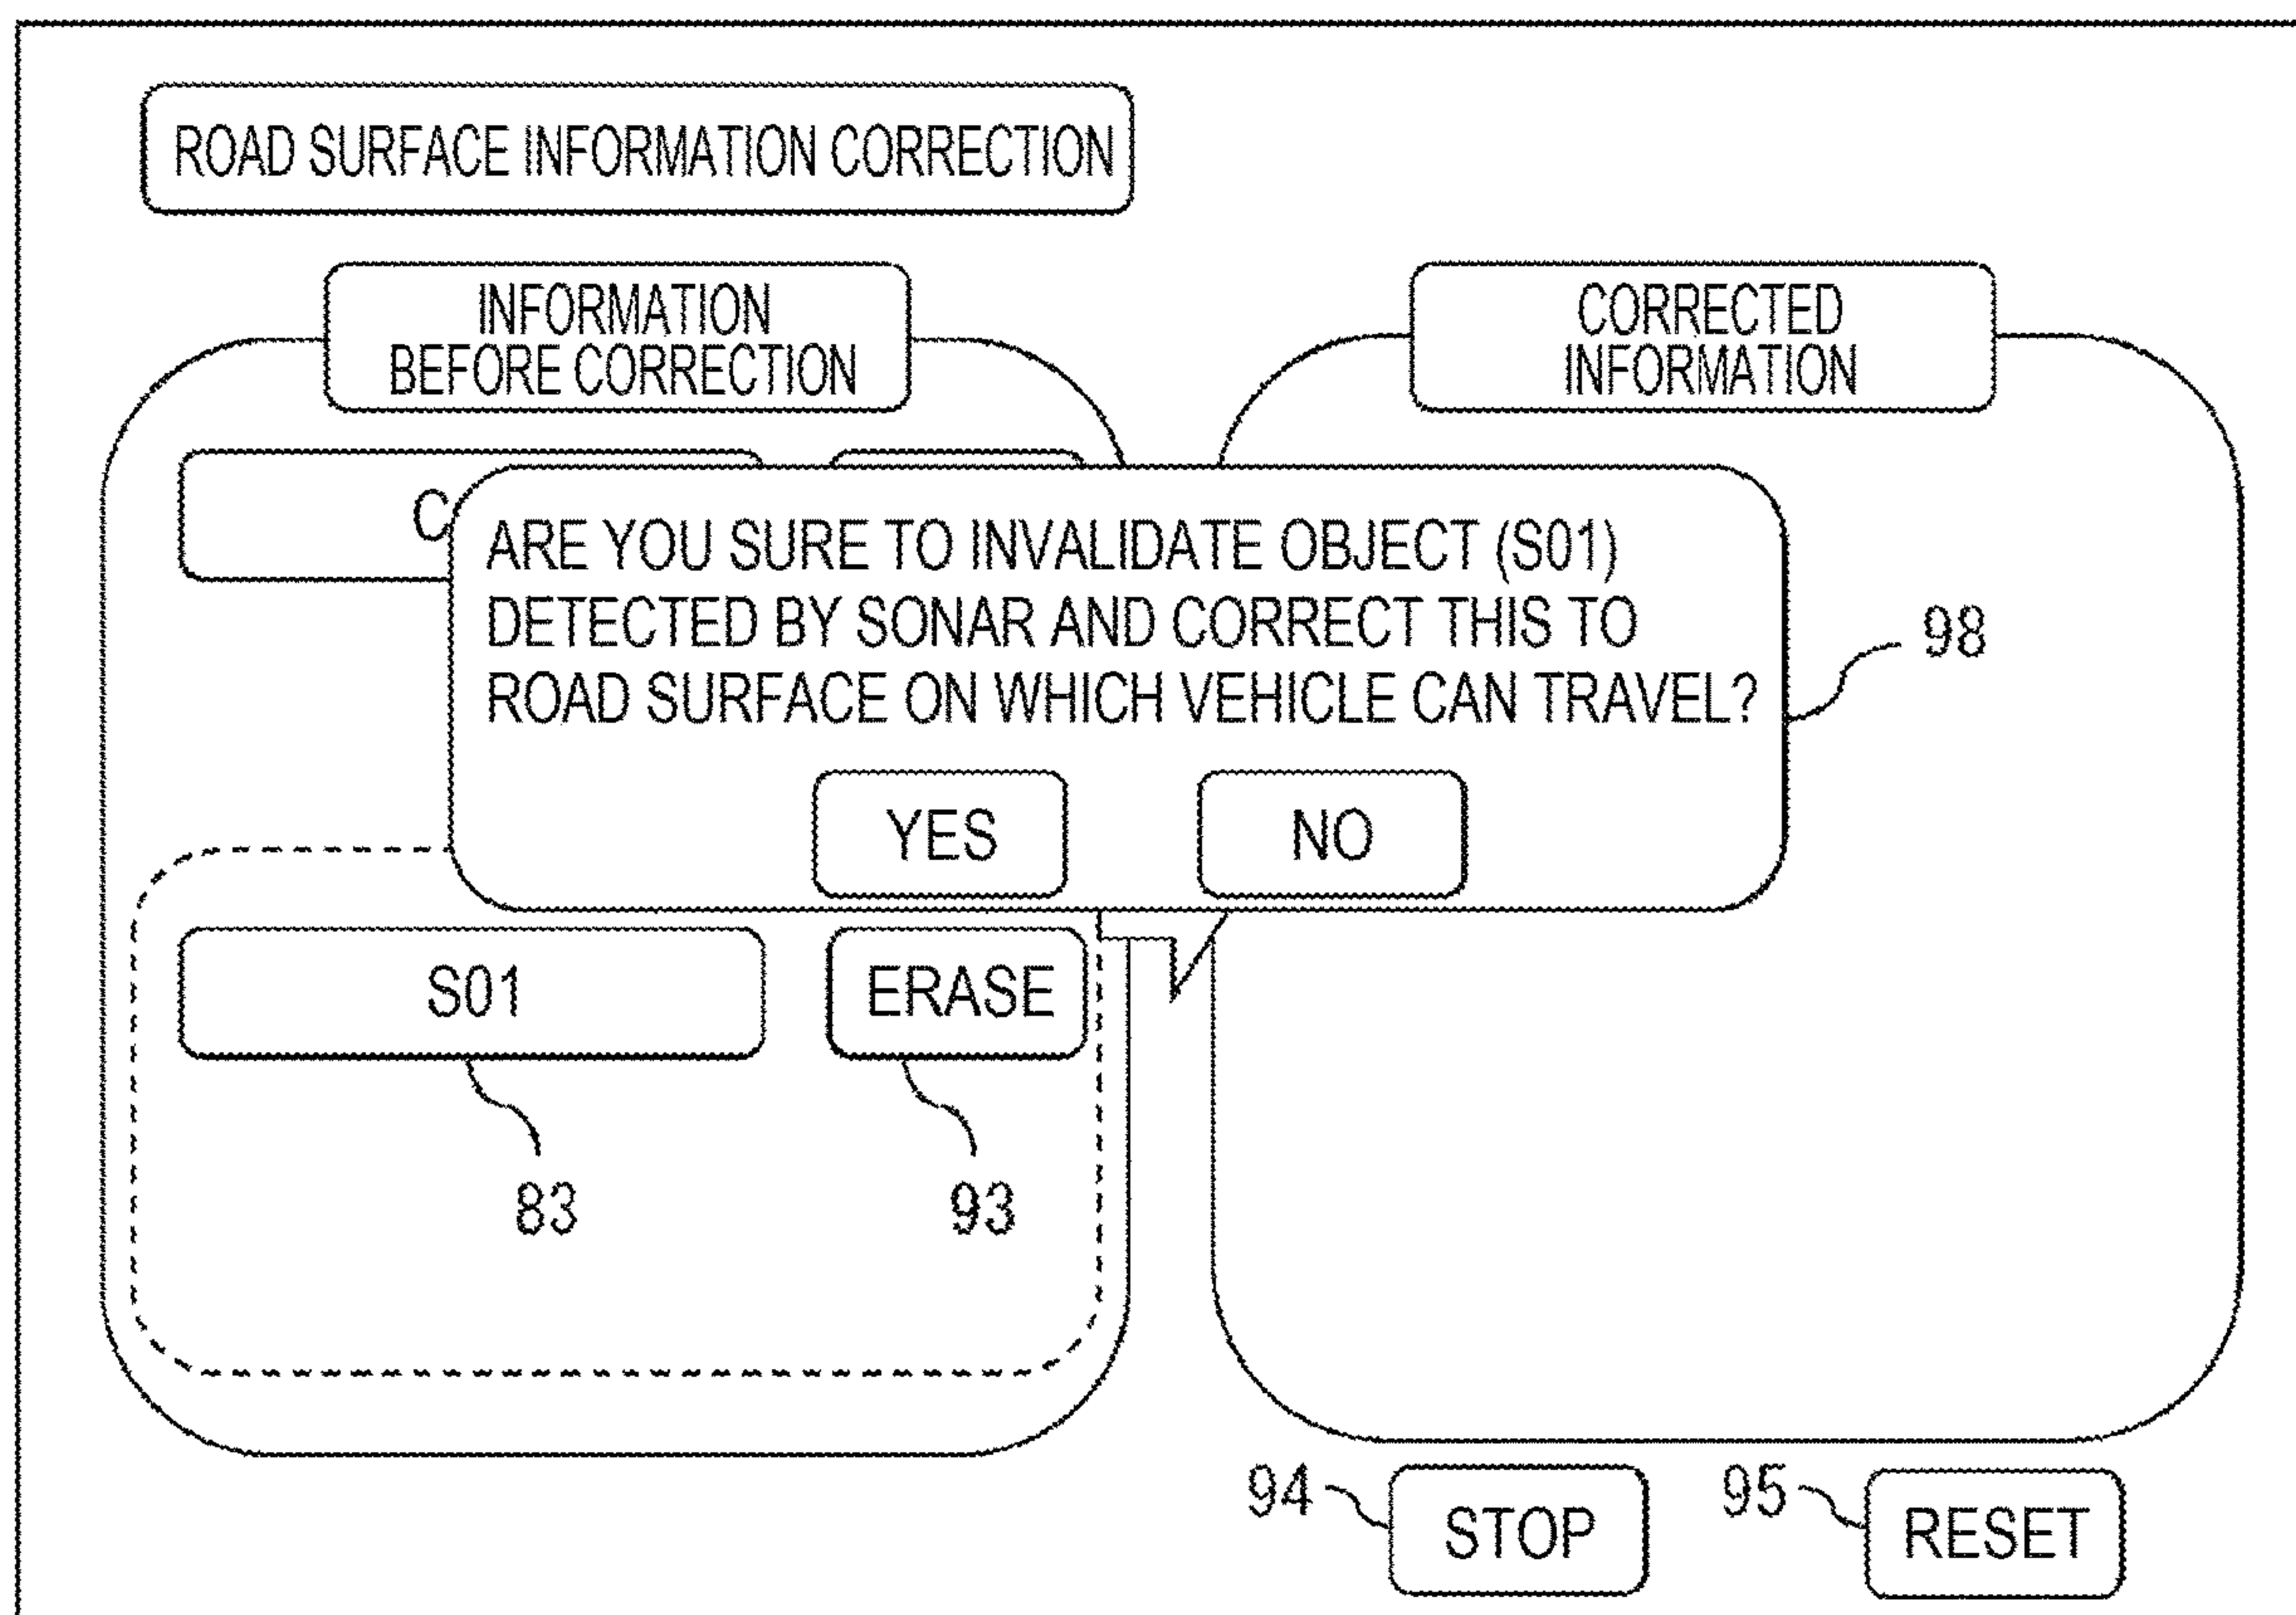 ROAD SURFACE INFORMATION CORRECTION
INFORMATION
BEFORE CORRECTION
CORRECTED
INFORMATION
C
ARE YOU SURE TO INVALIDATE OBJECT (S01)
DETECTED BY SONAR AND CORRECT THIS TO
ROAD SURFACE ON WHICH VEHICLE CAN TRAVEL?
98
YES NO
S01 ERASE
83 93
94 STOP 95 RESET